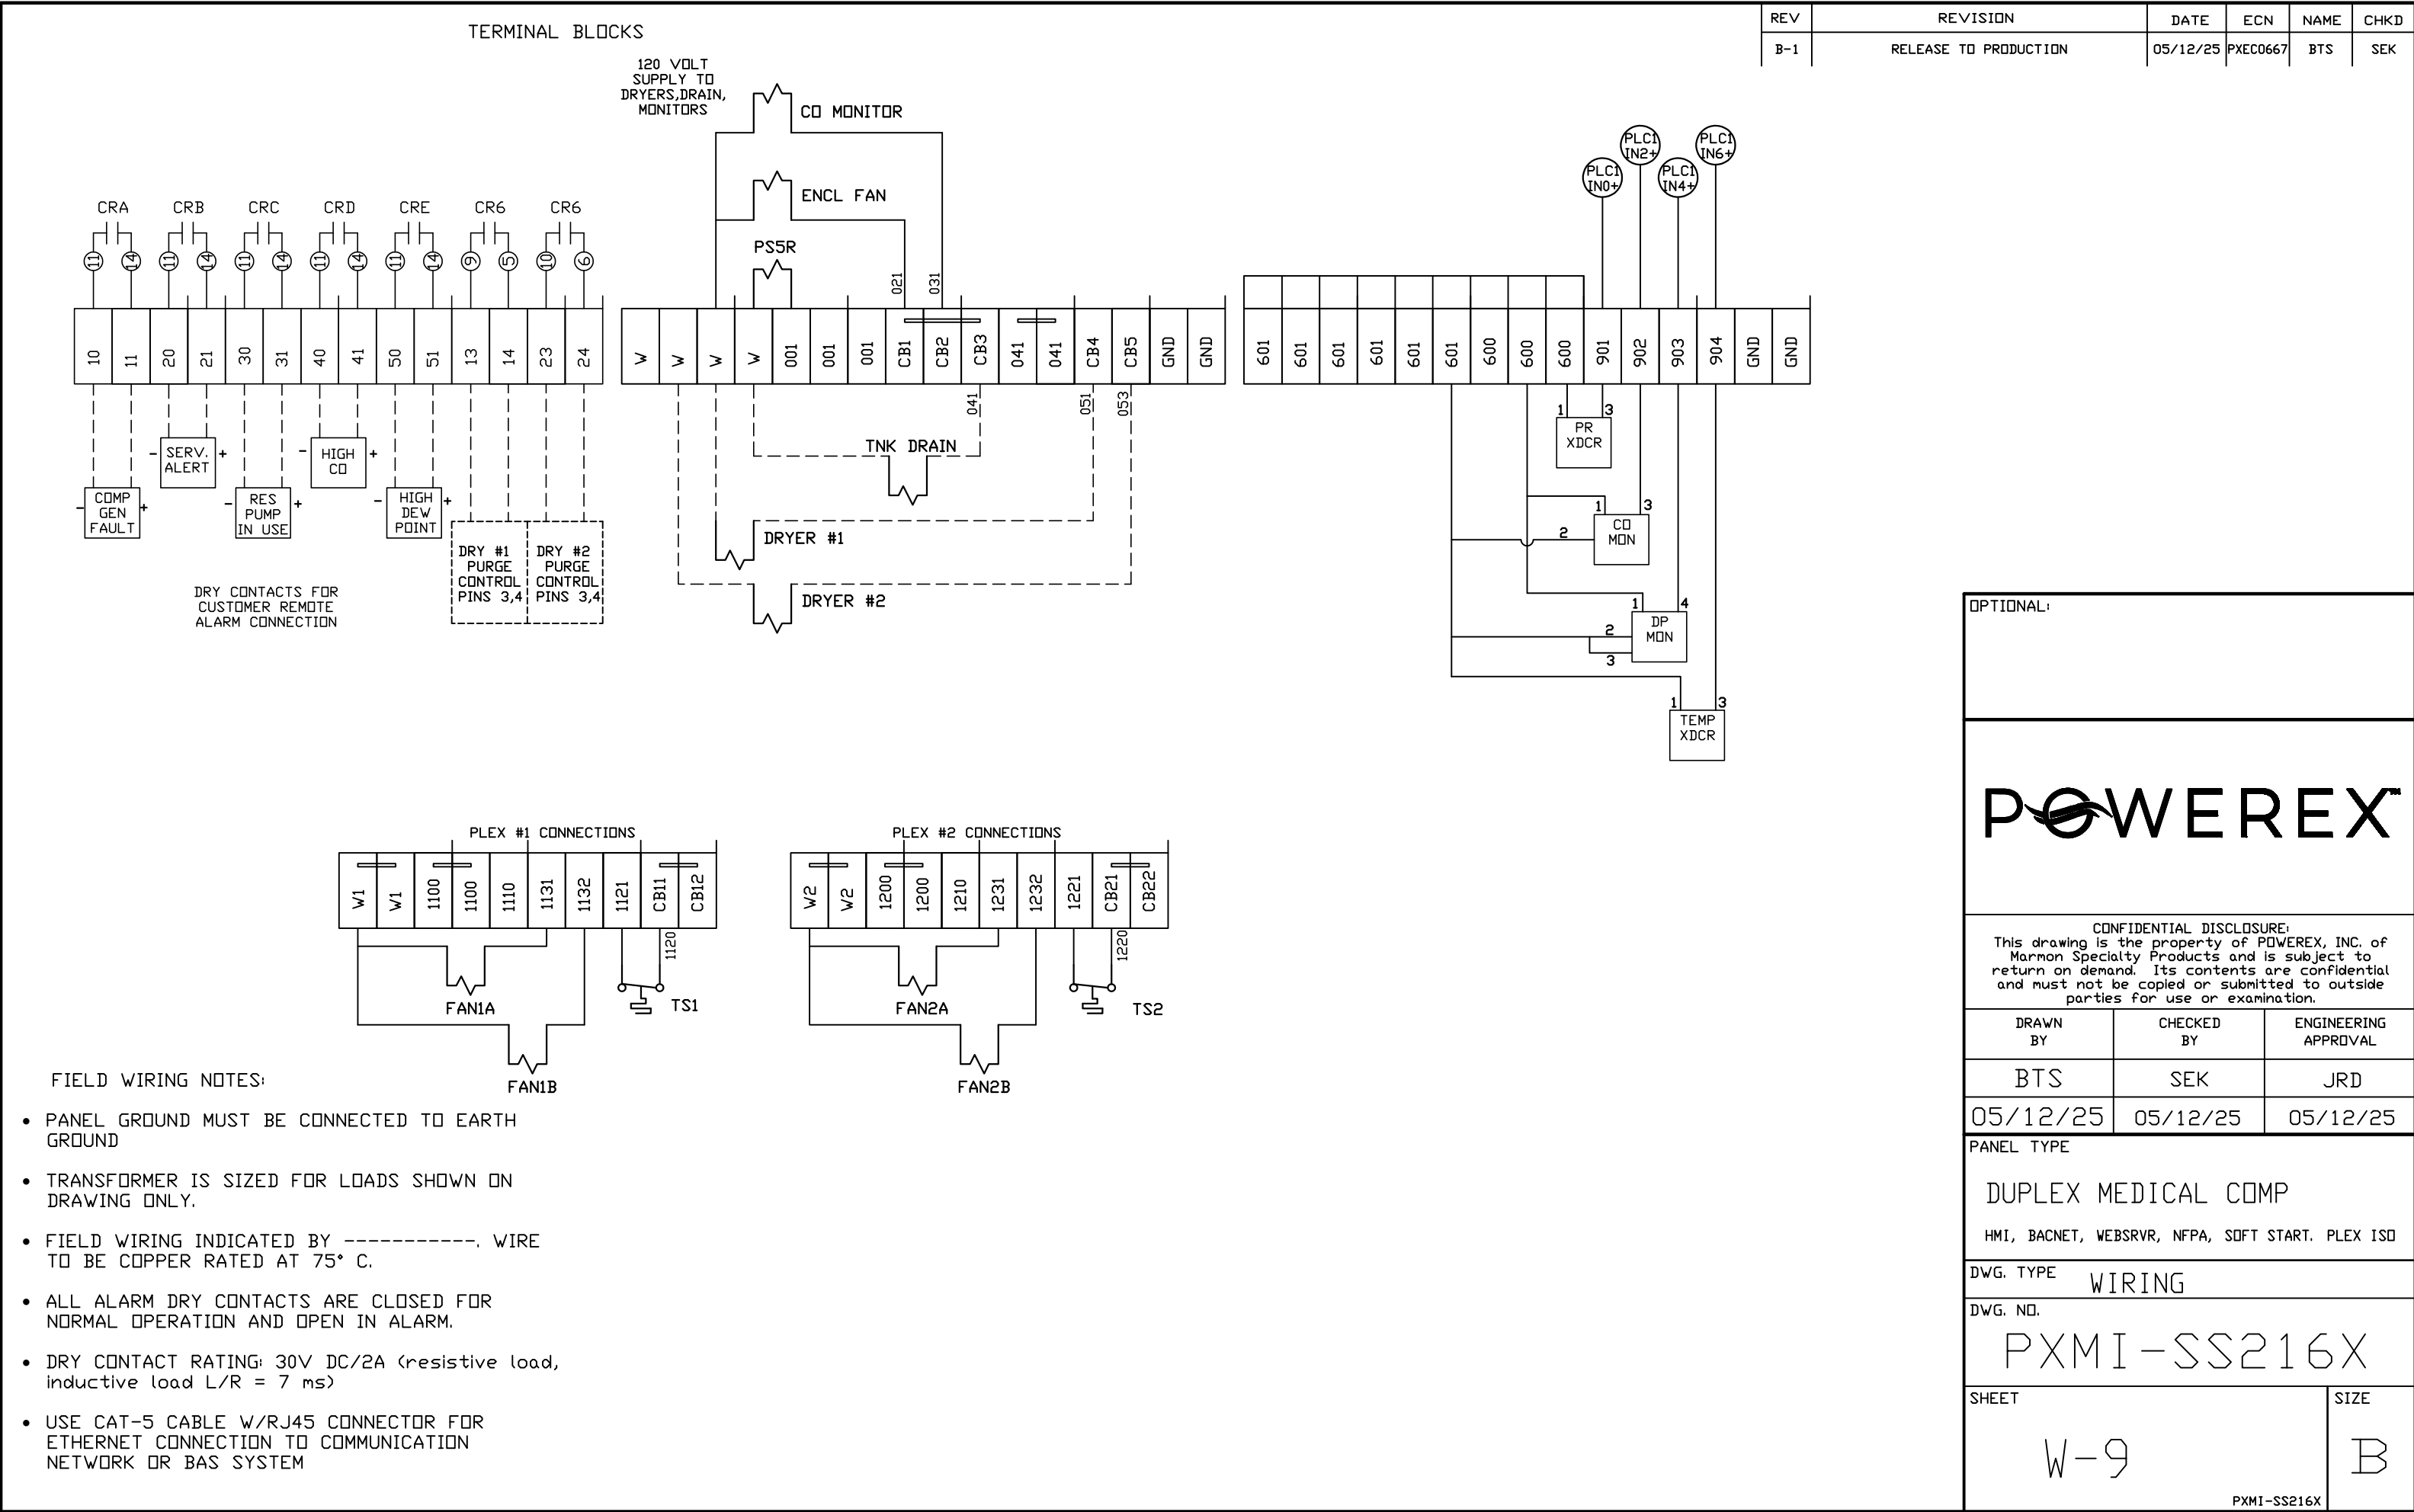 TERMINAL BLOCKS
REV REVISION DATE ECN NAME CHKD
B-1 RELEASE TO PRODUCTION 05/12/25 PXEC0667 BTS SEK
120 VOLT
SUPPLY TO
DRYERS,DRAIN,
MONITORS
CO MONITOR
ENCL FAN
PS5R
021 031
PLC1
IN0+
PLC1
IN2+
PLC1
IN4+
PLC1
IN6+
CRA CRB CRC CRD CRE CR6 CR6
11 14 11 14 11 14 11 14 11 14 9 5 10 6
10 11 20 21 30 31 40 41 50 51 13 14 23 24
W W W W 001 001 001 CB1 CB2 CB3 041 041 CB4 CB5 GND GND
601 601 601 601 601 601 600 600 600 901 902 903 904 GND GND
041 051 053
- COMP +
GEN
FAULT
- SERV. +
ALERT
- RES +
PUMP
IN USE
- HIGH +
CO
- HIGH +
DEW
POINT
DRY #1
PURGE
CONTROL
PINS 3,4
DRY #2
PURGE
CONTROL
PINS 3,4
DRY CONTACTS FOR
CUSTOMER REMOTE
ALARM CONNECTION
TNK DRAIN
DRYER #1
DRYER #2
1 3
PR
XDCR
1 3
2
CO
MON
1 4
2
3
DP
MON
1 3
TEMP
XDCR
PLEX #1 CONNECTIONS
W1 W1 1100 1100 1110 1131 1132 1121 CB11 CB12
1120
FAN1A
TS1
FAN1B
PLEX #2 CONNECTIONS
W2 W2 1200 1200 1210 1231 1232 1221 CB21 CB22
1220
FAN2A
TS2
FAN2B
FIELD WIRING NOTES:
• PANEL GROUND MUST BE CONNECTED TO EARTH
GROUND
• TRANSFORMER IS SIZED FOR LOADS SHOWN ON
DRAWING ONLY.
• FIELD WIRING INDICATED BY -----------. WIRE
TO BE COPPER RATED AT 75° C.
• ALL ALARM DRY CONTACTS ARE CLOSED FOR
NORMAL OPERATION AND OPEN IN ALARM.
• DRY CONTACT RATING: 30V DC/2A (resistive load,
inductive load L/R = 7 ms)
• USE CAT-5 CABLE W/RJ45 CONNECTOR FOR
ETHERNET CONNECTION TO COMMUNICATION
NETWORK OR BAS SYSTEM
OPTIONAL:
POWEREX™
CONFIDENTIAL DISCLOSURE:
This drawing is the property of POWEREX, INC. of
Marmon Specialty Products and is subject to
return on demand. Its contents are confidential
and must not be copied or submitted to outside
parties for use or examination.
DRAWN
BY
CHECKED
BY
ENGINEERING
APPROVAL
BTS SEK JRD
05/12/25 05/12/25 05/12/25
PANEL TYPE
DUPLEX MEDICAL COMP
HMI, BACNET, WEBSRVR, NFPA, SOFT START. PLEX ISO
DWG. TYPE WIRING
DWG. NO.
PXMI-SS216X
SHEET SIZE
W-9 B
PXMI-SS216X